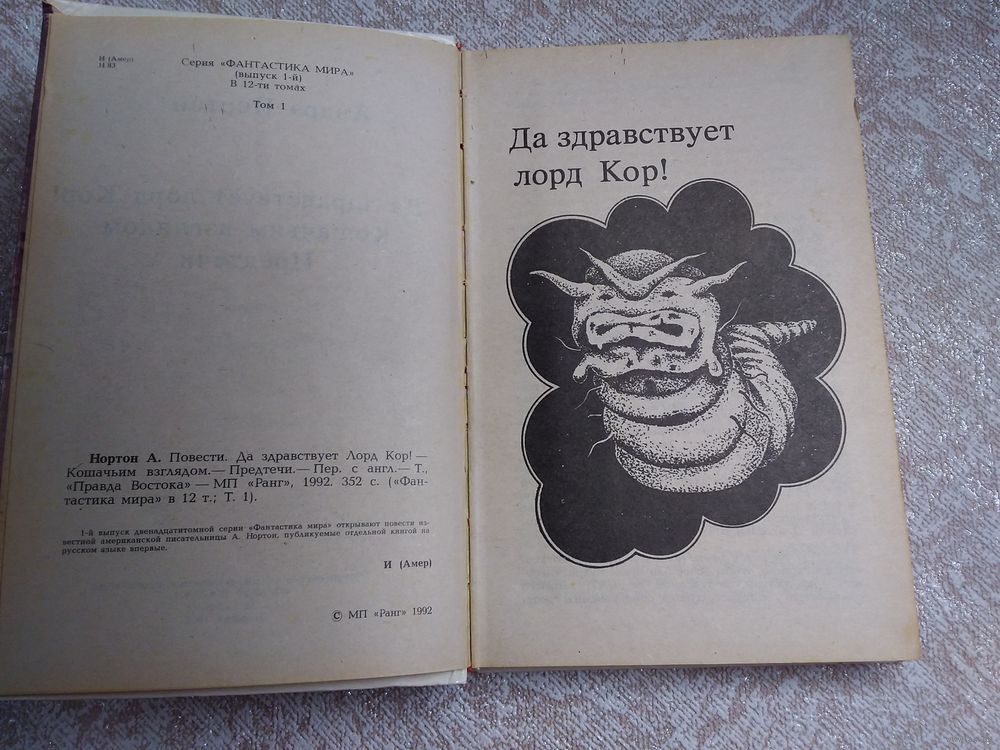 И (Амер)
Н 83
Серия «ФАНТАСТИКА МИРА»
(выпуск 1-й)
В 12-ти томах
Том 1
Нортон А. Повести. Да здравствует Лорд Кор! —
Кошачьим взглядом.— Предтечи.— Пер. с англ.— Т.,
«Правда Востока» — МП «Ранг», 1992. 352 с. («Фан-
тастика мира» в 12 т.; Т. 1).
1-й выпуск двенадцатитомной серии «Фантастика мира» открывают повести из-
вестной американской писательницы А. Нортон, публикуемые отдельной книгой на
русском языке впервые.
И (Амер)
© МП «Ранг» 1992
Да здравствует
лорд Кор!